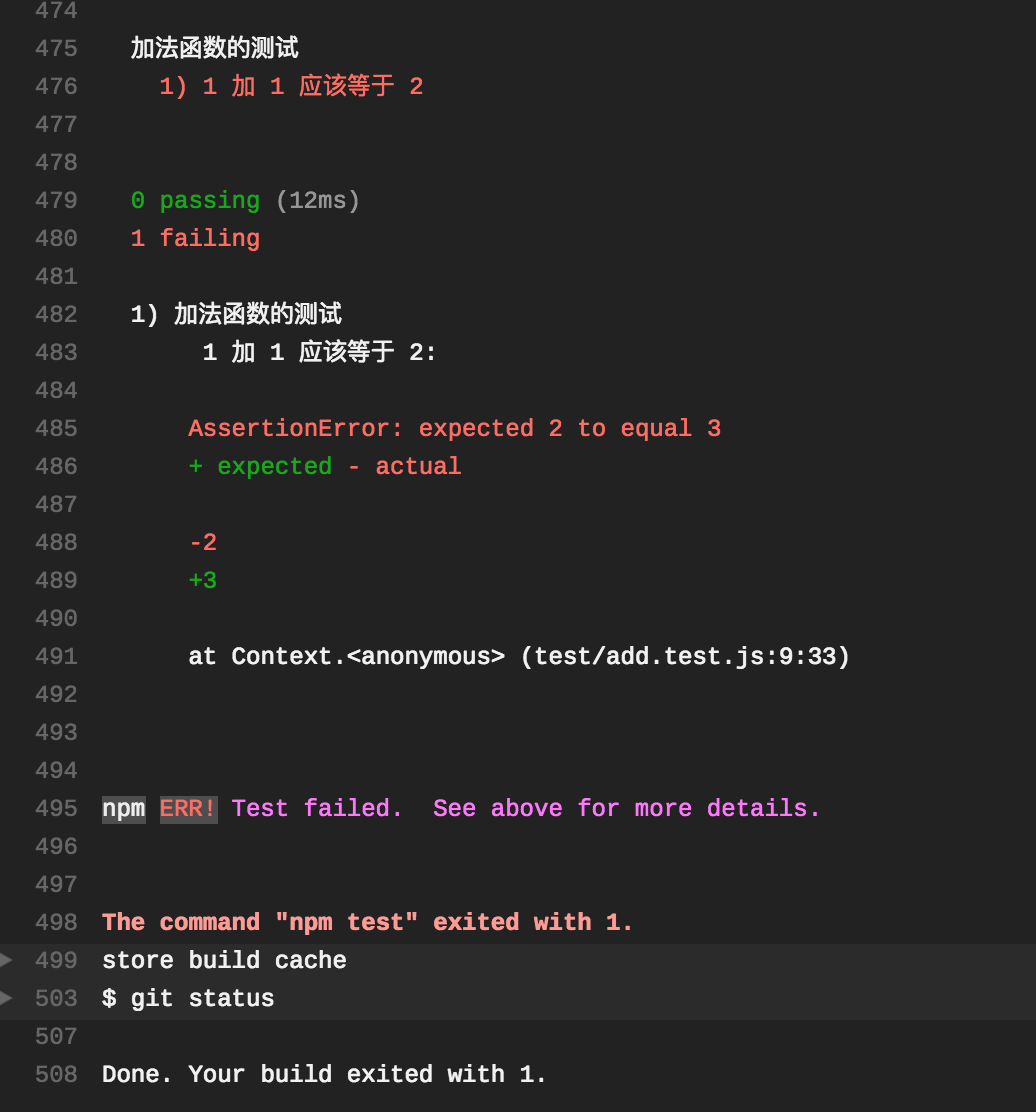 474
475 加法函数的测试
476 1) 1 加 1 应该等于 2
477
478
479 0 passing (12ms)
480 1 failing
481
482 1) 加法函数的测试
483 1 加 1 应该等于 2:
484
485 AssertionError: expected 2 to equal 3
486 + expected - actual
487
488 -2
489 +3
490
491 at Context.<anonymous> (test/add.test.js:9:33)
492
493
494
495 npm ERR! Test failed.  See above for more details.
496
497
498 The command "npm test" exited with 1.
499 store build cache
503 $ git status
507
508 Done. Your build exited with 1.